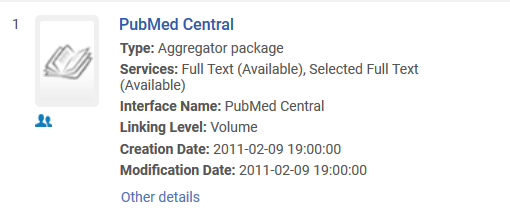 1
PubMed Central
Type: Aggregator package
Services: Full Text (Available), Selected Full Text
(Available)
Interface Name: PubMed Central
Linking Level: Volume
Creation Date: 2011-02-09 19:00:00
Modification Date: 2011-02-09 19:00:00
Other details